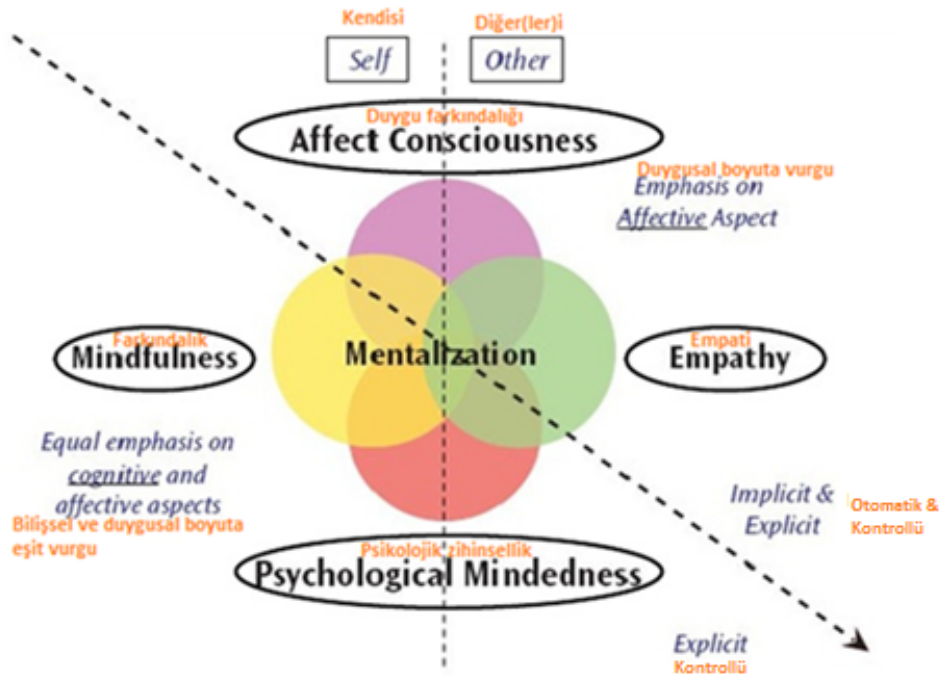 Kendisi
Diğer(ler)i
Self
Other
Duygu farkındalığı
Affect Consciousness
Duygusal boyuta vurgu
Emphasis on
Affective Aspect
Farkındalık
Mindfulness
Mentalization
Empati
Empathy
Equal emphasis on
cognitive and
affective aspects
Bilişsel ve duygusal boyuta
eşit vurgu
Implicit &
Explicit
Otomatik &
Kontrollü
Psikolojik zihinsellik
Psychological Mindedness
Explicit
Kontrollü